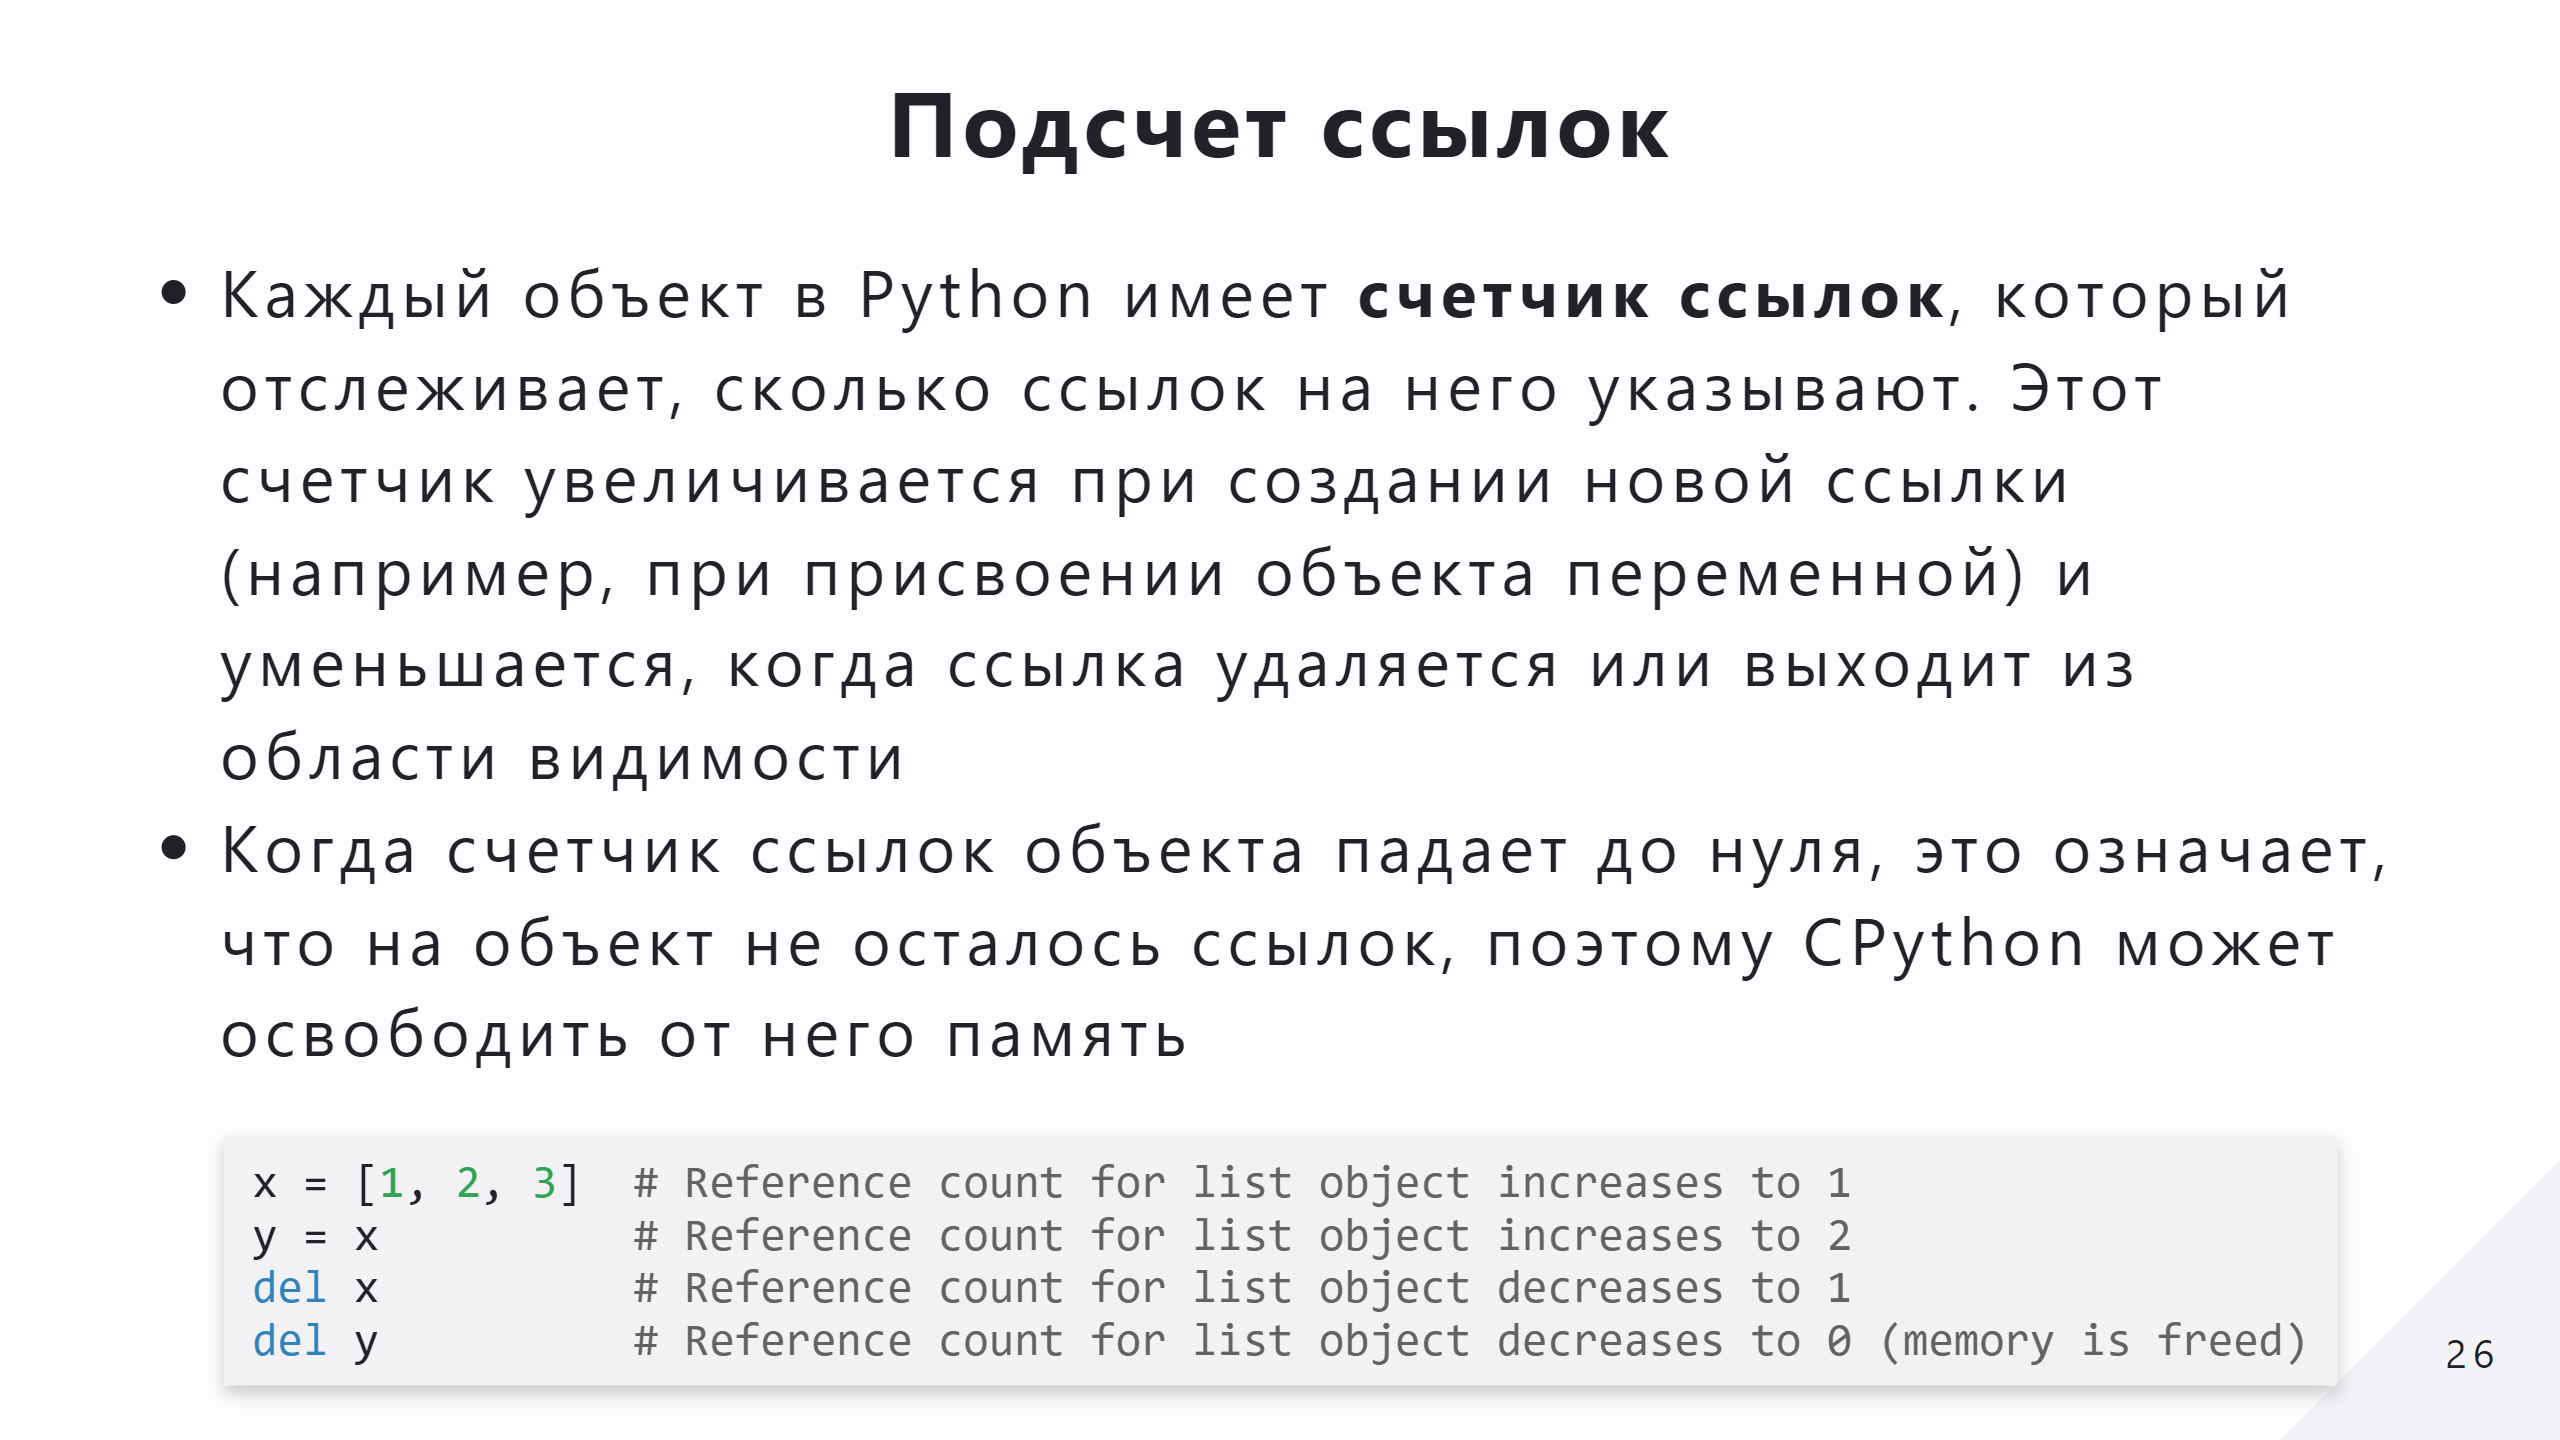 Подсчет ссылок
• Каждый объект в Python имеет счетчик ссылок, который
отслеживает, сколько ссылок на него указывают. Этот
счетчик увеличивается при создании новой ссылки
(например, при присвоении объекта переменной) и
уменьшается, когда ссылка удаляется или выходит из
области видимости
• Когда счетчик ссылок объекта падает до нуля, это означает,
что на объект не осталось ссылок, поэтому CPython может
освободить от него память
x = [1, 2, 3]  # Reference count for list object increases to 1
y = x          # Reference count for list object increases to 2
del x          # Reference count for list object decreases to 1
del y          # Reference count for list object decreases to 0 (memory is freed)
26